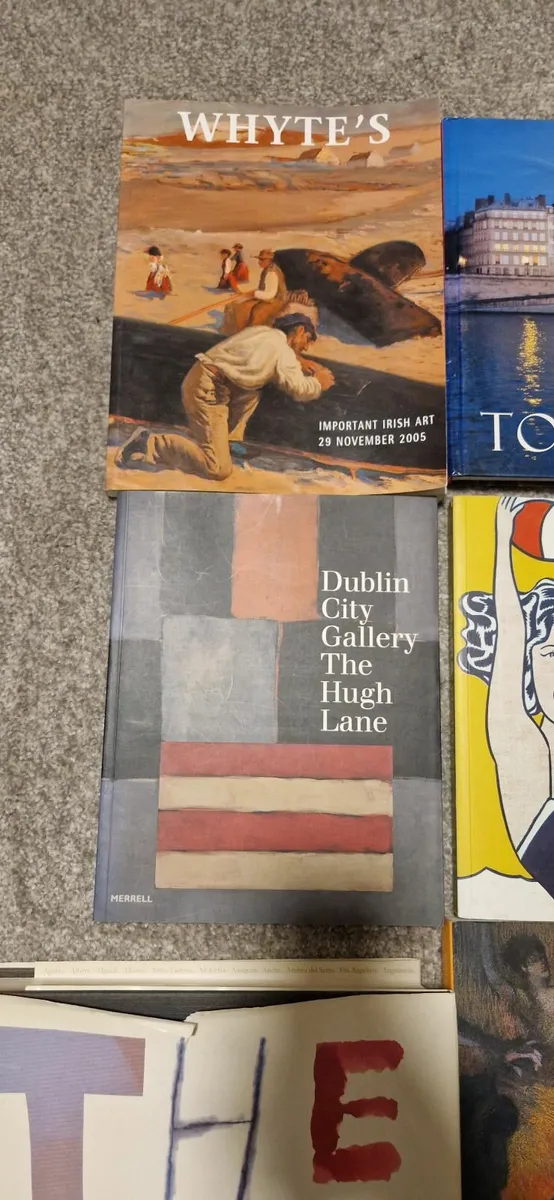 WHYTE'S
IMPORTANT IRISH ART
29 NOVEMBER 2005
TO
Dublin
City
Gallery
The
Hugh
Lane
MERRELL
THE